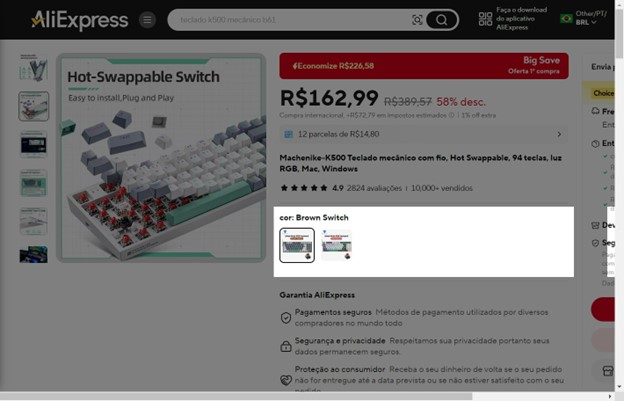 AliExpress
teclado k500 mecânico b61
Faça o download
do aplicativo
AliExpress
Other/PT/
BRL
Hot-Swappable Switch
Easy to install,Plug and Play
Economize R$226,58
Big Save
Oferta 1ª compra
R$162,99 R$389,57 58% desc.
Compra internacional, +R$72,79 em impostos estimados | 1% off extra
12 parcelas de R$14,80
Machenike-K500 Teclado mecânico com fio, Hot Swappable, 94 teclas, luz
RGB, Mac, Windows
4.9 2824 avaliações | 10,000+ vendidos
cor: Brown Switch
Garantia AliExpress
Pagamentos seguros Métodos de pagamento utilizados por diversos
compradores no mundo todo
Segurança e privacidade Respeitamos sua privacidade portanto seus
dados permanecem seguros.
Proteção ao consumidor Receba o seu dinheiro de volta se o seu pedido
não for entregue até a data prevista ou se não estiver satisfeito com o seu
Envia p
Choice
Fre
Ent
Ent
Dev
Seg